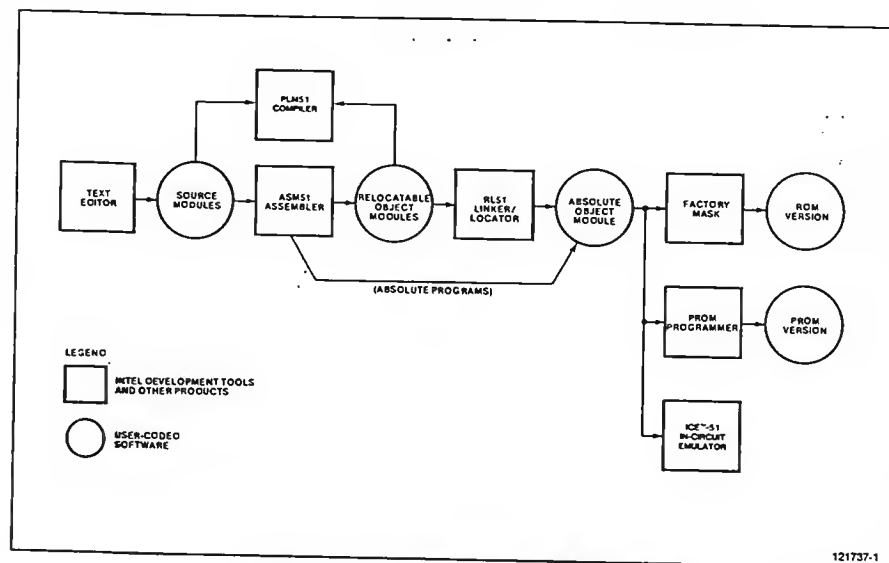 PLM51
COMPILER
TEXT
EDITOR
SOURCE
MODULES
ASM51
ASSEMBLER
RELOCATABLE
OBJECT
MODULES
RL51
LINKER/
LOCATOR
ABSOLUTE
OBJECT
MODULE
FACTORY
MASK
ROM
VERSION
(ABSOLUTE PROGRAMS)
PROM
PROGRAMMER
PROM
VERSION
LEGEND
INTEL DEVELOPMENT TOOLS
AND OTHER PRODUCTS
USER-CODED
SOFTWARE
ICE™-51
IN-CIRCUIT
EMULATOR
121737-1